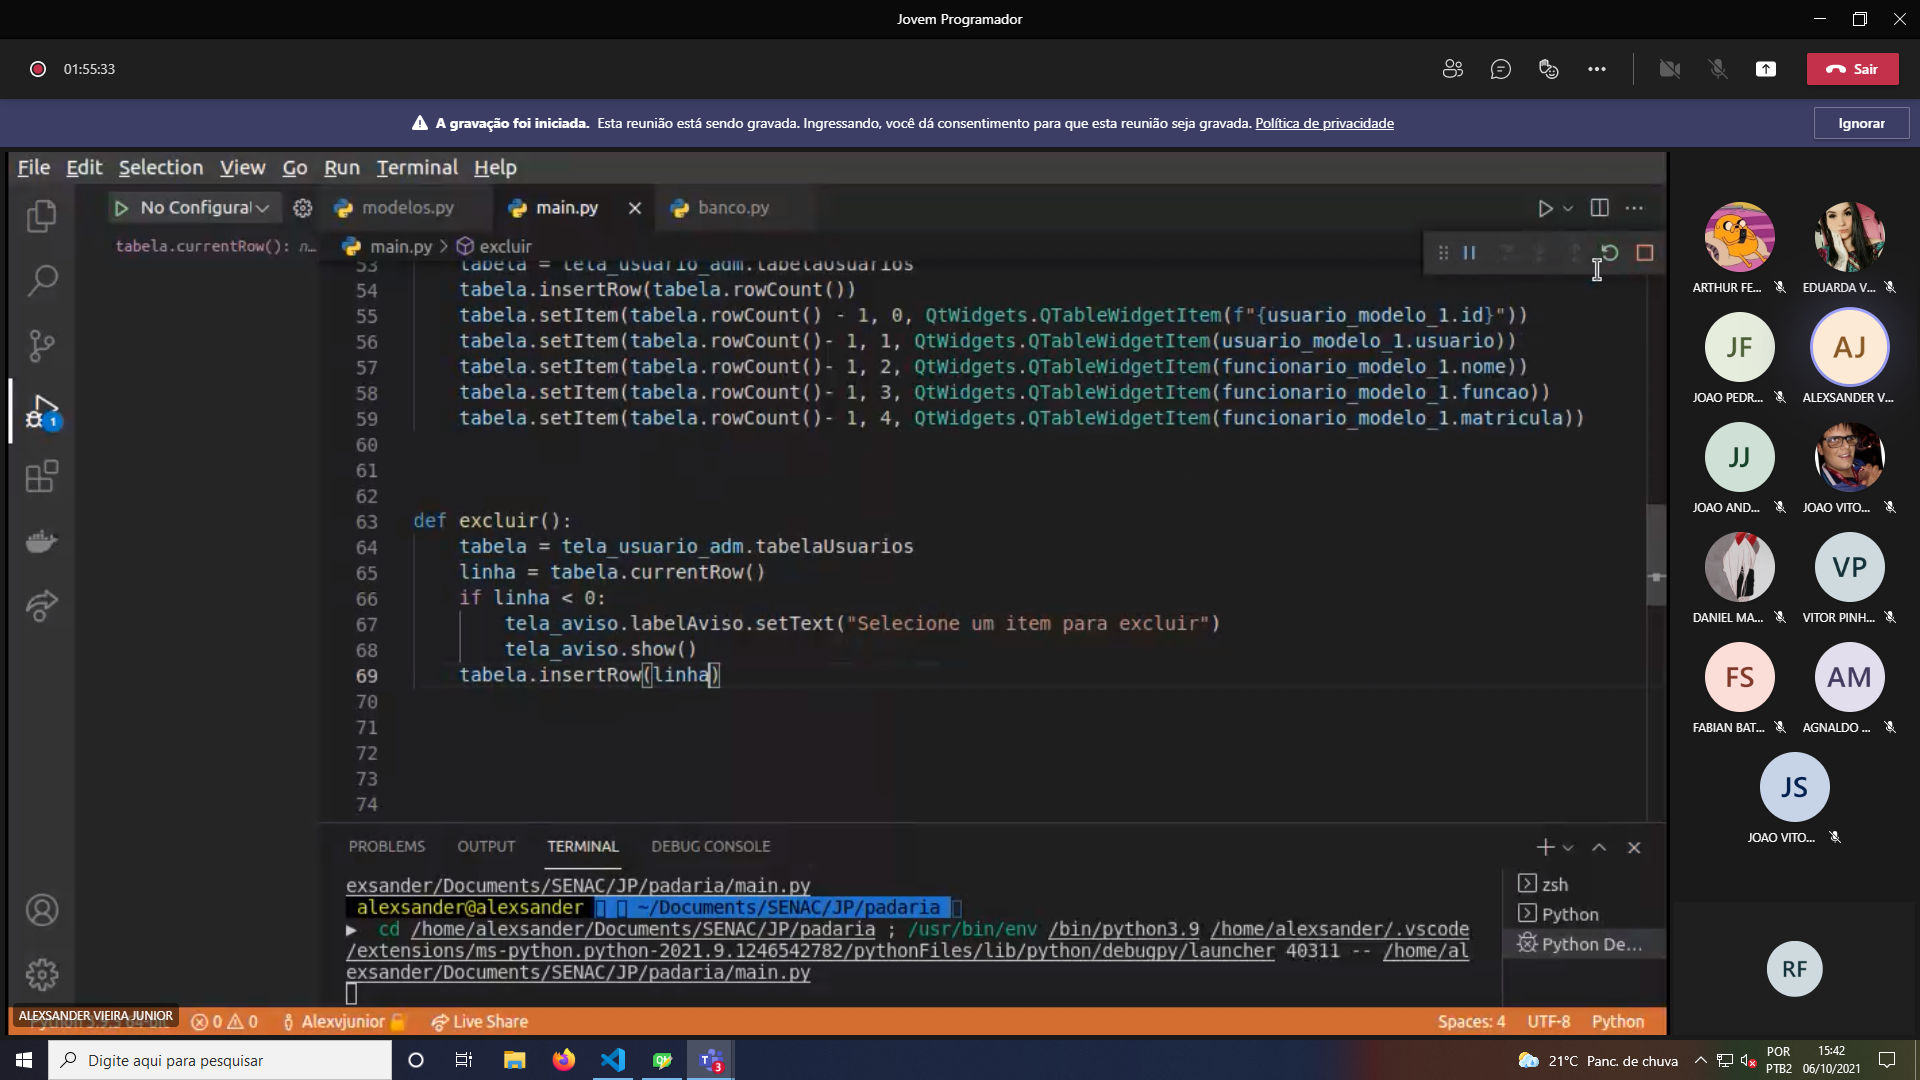 Jovem Programador
01:55:33
Sair
A gravação foi iniciada. Esta reunião está sendo gravada. Ingressando, você dá consentimento para que esta reunião seja gravada. Política de privacidade
Ignorar
File Edit Selection View Go Run Terminal Help
No Configura
modelos.py
main.py
banco.py
tabela.currentRow(): n…
main.py > excluir
53 tabela = tela_usuario_adm.tabelaUsuarios
54 tabela.insertRow(tabela.rowCount())
55 tabela.setItem(tabela.rowCount() - 1, 0, QtWidgets.QTableWidgetItem(f"{usuario_modelo_1.id}"))
56 tabela.setItem(tabela.rowCount()- 1, 1, QtWidgets.QTableWidgetItem(usuario_modelo_1.usuario))
57 tabela.setItem(tabela.rowCount()- 1, 2, QtWidgets.QTableWidgetItem(funcionario_modelo_1.nome))
58 tabela.setItem(tabela.rowCount()- 1, 3, QtWidgets.QTableWidgetItem(funcionario_modelo_1.funcao))
59 tabela.setItem(tabela.rowCount()- 1, 4, QtWidgets.QTableWidgetItem(funcionario_modelo_1.matricula))
60
61
62
63 def excluir():
64 tabela = tela_usuario_adm.tabelaUsuarios
65 linha = tabela.currentRow()
66 if linha < 0:
67 tela_aviso.labelAviso.setText("Selecione um item para excluir")
68 tela_aviso.show()
69 tabela.insertRow(linha)
70
71
72
73
74
1
PROBLEMS OUTPUT TERMINAL DEBUG CONSOLE
exsander/Documents/SENAC/JP/padaria/main.py
alexsander@alexsander ~/Documents/SENAC/JP/padaria
cd /home/alexsander/Documents/SENAC/JP/padaria ; /usr/bin/env /bin/python3.9 /home/alexsander/.vscode
/extensions/ms-python.python-2021.9.1246542782/pythonFiles/lib/python/debugpy/launcher 40311 -- /home/al
exsander/Documents/SENAC/JP/padaria/main.py
zsh
Python
Python De...
ALEXSANDER VIEIRA JUNIOR
0 0 Alexvjunior Live Share
Spaces: 4 UTF-8 Python
ARTHUR FE...
EDUARDA V...
JF
JOAO PEDR...
AJ
ALEXSANDER V...
JJ
JOAO AND...
JOAO VITO...
DANIEL MA...
VP
VITOR PINH...
FS
FABIAN BAT...
AM
AGNALDO ...
JS
JOAO VITO...
RF
Digite aqui para pesquisar
3
21°C Panc. de chuva
POR
PTB2
15:42
06/10/2021